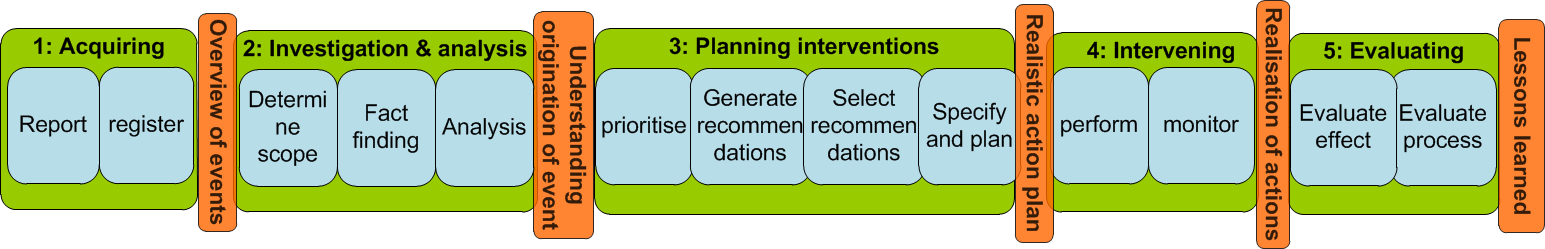 1: Acquiring
Report
register
Overview of events
2: Investigation & analysis
Determi
ne
scope
Fact
finding
Analysis
Understanding
origination of event
3: Planning interventions
prioritise
Generate
recommen
dations
Select
recommen
dations
Specify
and plan
Realistic action plan
4: Intervening
perform
monitor
Realisation of actions
5: Evaluating
Evaluate
effect
Evaluate
process
Lessons learned